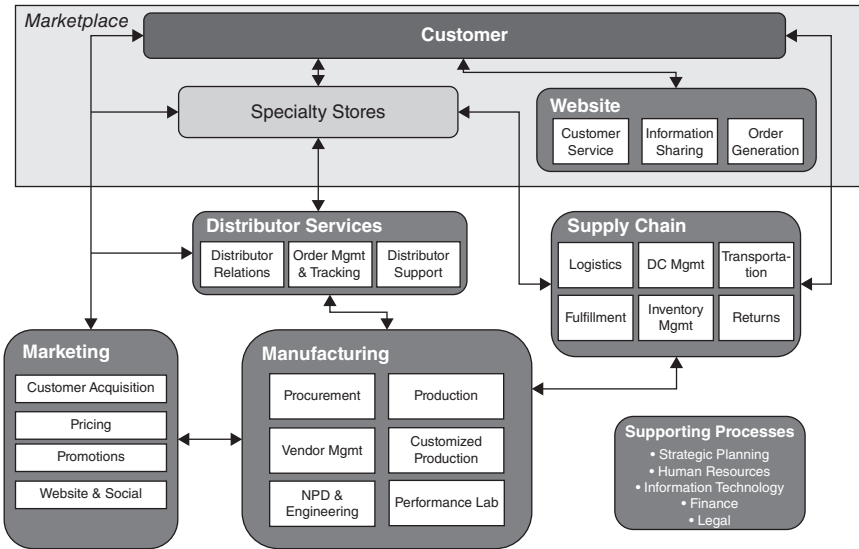 Marketplace
Customer
Specialty Stores
Website
Customer
Service
Information
Sharing
Order
Generation
Distributor Services
Distributor
Relations
Order Mgmt
& Tracking
Distributor
Support
Supply Chain
Logistics
DC Mgmt
Transporta-
tion
Fulfillment
Inventory
Mgmt
Returns
Marketing
Customer Acquisition
Pricing
Promotions
Website & Social
Manufacturing
Procurement
Production
Vendor Mgmt
Customized
Production
NPD &
Engineering
Performance Lab
Supporting Processes
• Strategic Planning
• Human Resources
• Information Technology
• Finance
• Legal